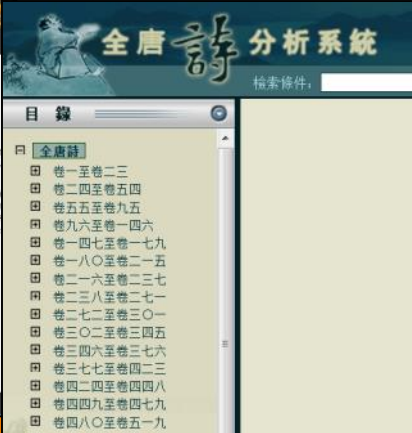 全唐詩分析系統
檢索條件:
目 錄
全唐詩
卷一至卷二三
卷二四至卷五四
卷五五至卷九五
卷九六至卷一四六
卷一四七至卷一七九
卷一八〇至卷二一五
卷二一六至卷二三七
卷二三八至卷二七一
卷二七二至卷三〇一
卷三〇二至卷三四五
卷三四六至卷三七六
卷三七七至卷四二三
卷四二四至卷四四八
卷四四九至卷四七九
卷四八〇至卷五一九